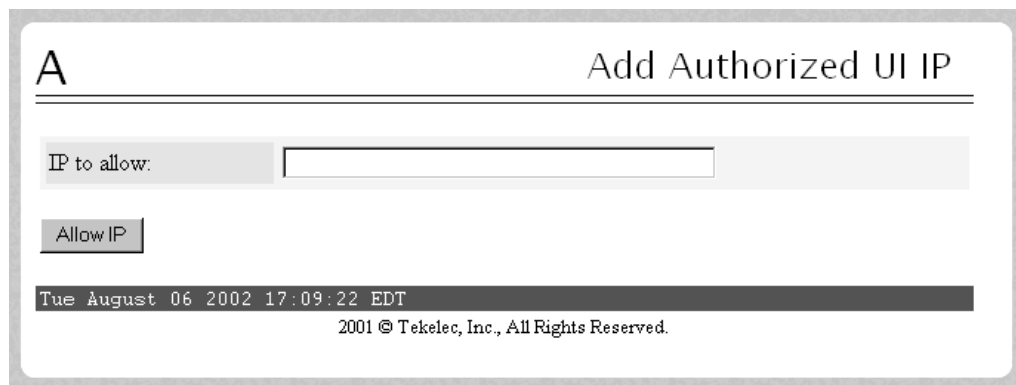 A
Add Authorized UI IP
IP to allow:
Allow IP
Tue August 06 2002 17:09:22 EDT
2001 © Tekelec, Inc., All Rights Reserved.